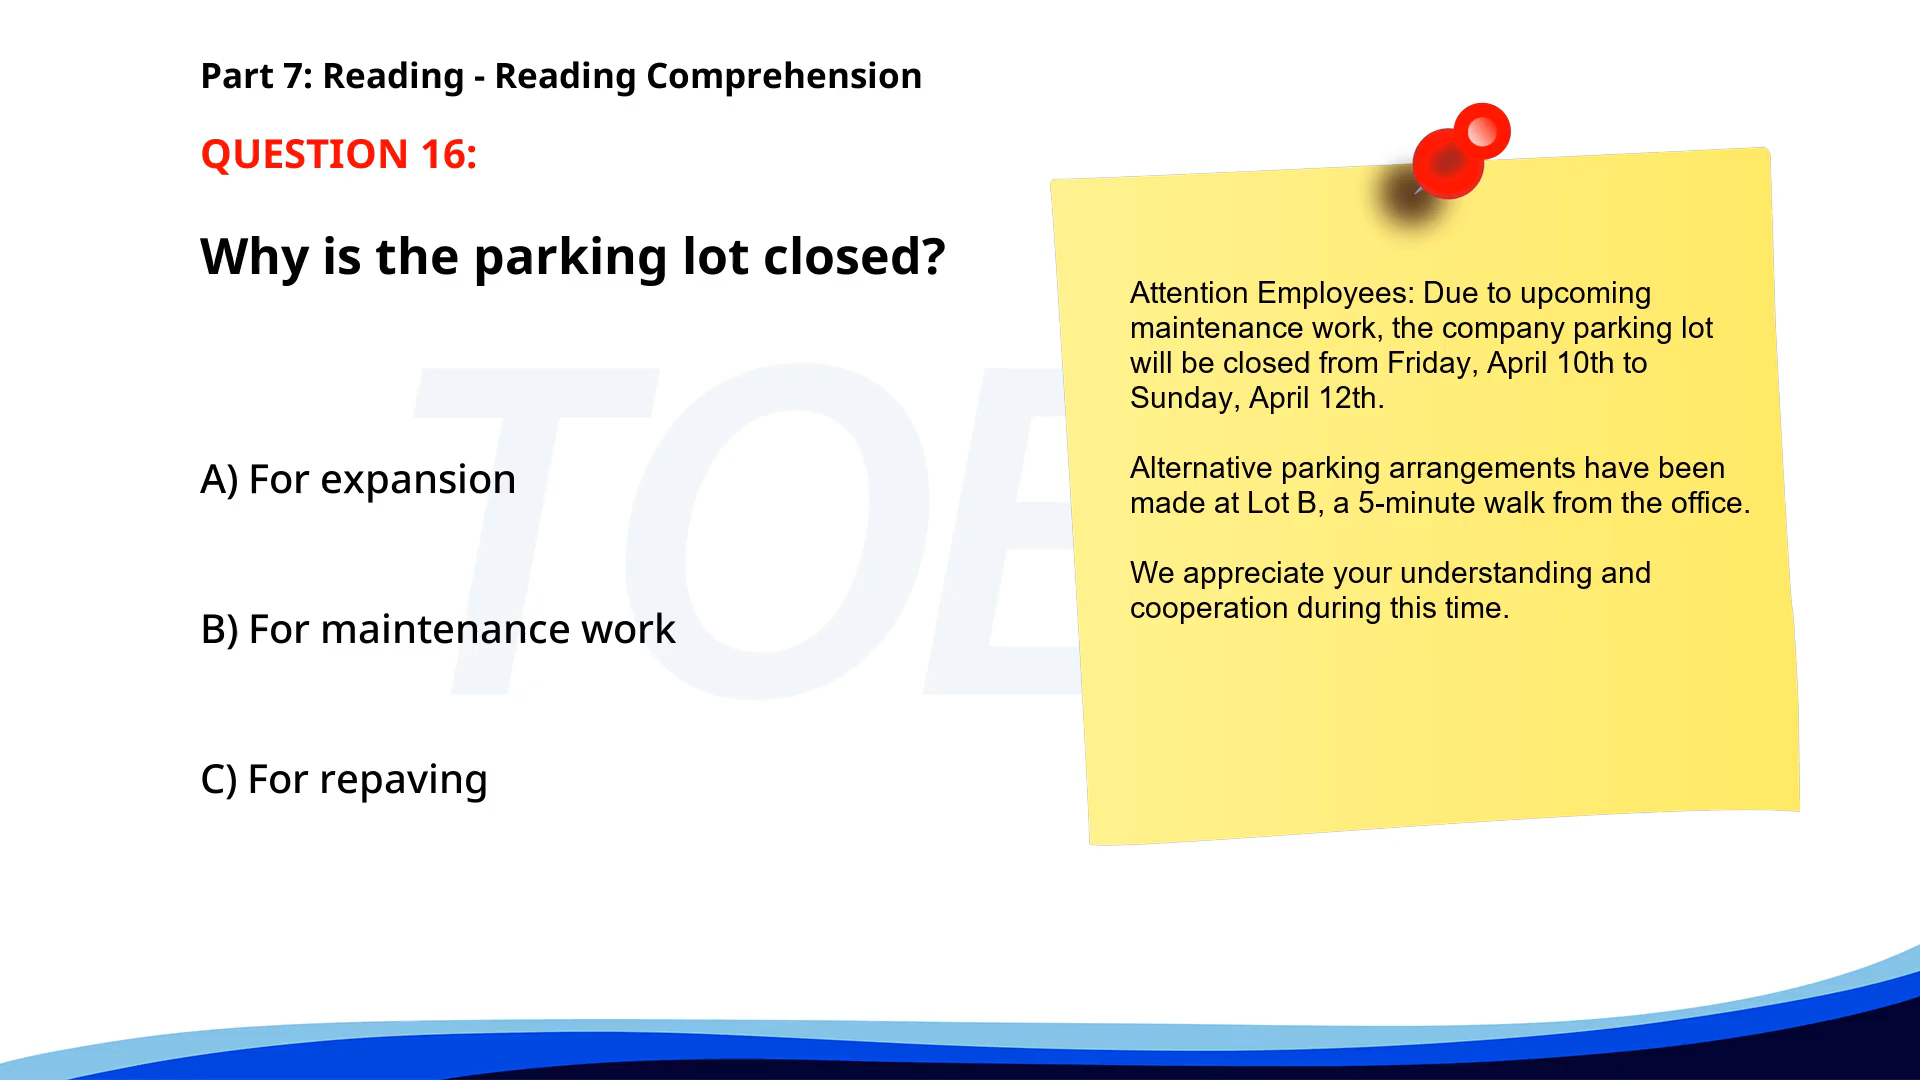 Part 7: Reading - Reading Comprehension
QUESTION 16:
Why is the parking lot closed?
A) For expansion
B) For maintenance work
C) For repaving
Attention Employees: Due to upcoming
maintenance work, the company parking lot
will be closed from Friday, April 10th to
Sunday, April 12th.
Alternative parking arrangements have been
made at Lot B, a 5-minute walk from the office.
We appreciate your understanding and
cooperation during this time.
TOE